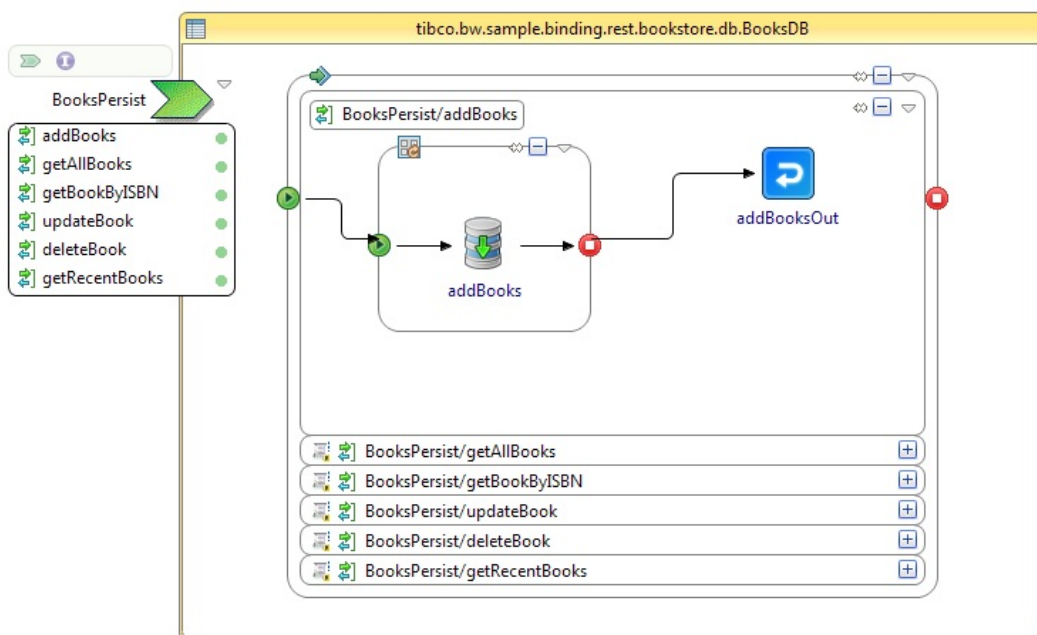 tibco.bw.sample.binding.rest.bookstore.db.BooksDB
BooksPersist
addBooks
getAllBooks
getBookByISBN
updateBook
deleteBook
getRecentBooks
BooksPersist/addBooks
addBooks
addBooksOut
BooksPersist/getAllBooks
BooksPersist/getBookByISBN
BooksPersist/updateBook
BooksPersist/deleteBook
BooksPersist/getRecentBooks